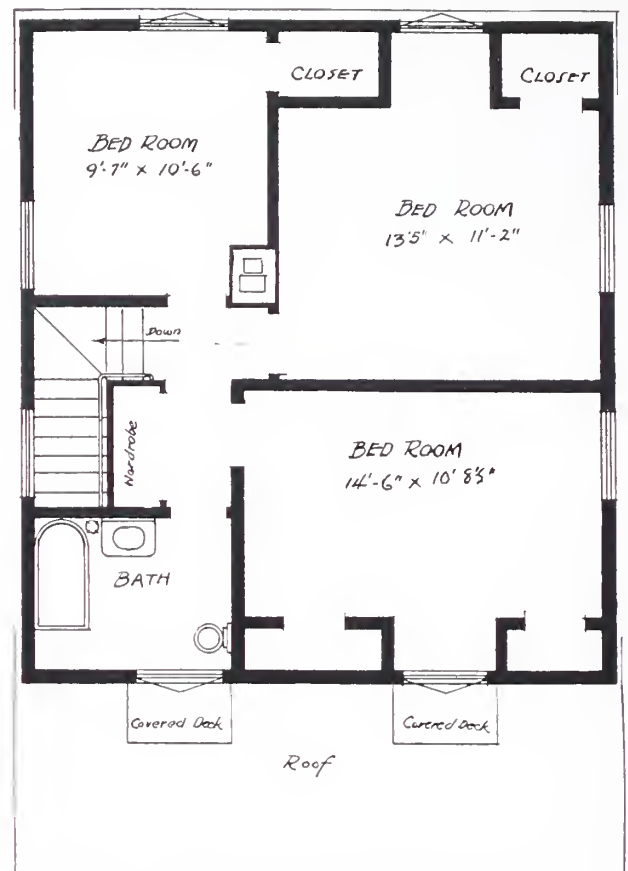 CLOSET
CLOSET
BED ROOM
9'-7" x 10'-6"
BED ROOM
13'5" x 11'-2"
Down
Wardrobe
BED ROOM
14'-6" x 10' 8½"
BATH
Covered Deck
Covered Deck
Roof